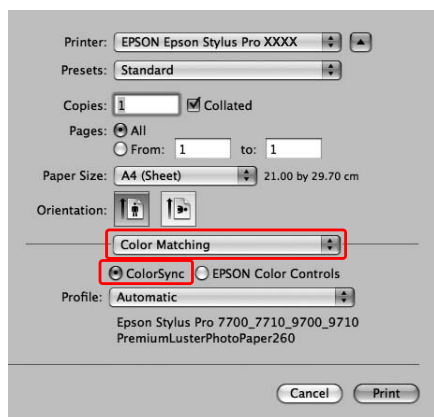 Printer: EPSON Epson Stylus Pro XXXX
Presets: Standard
Copies: 1 Collated
Pages: All
From: 1 to: 1
Paper Size: A4 (Sheet) 21.00 by 29.70 cm
Orientation:
Color Matching
ColorSync EPSON Color Controls
Profile: Automatic
Epson Stylus Pro 7700_7710_9700_9710
PremiumLusterPhotoPaper260
Cancel Print